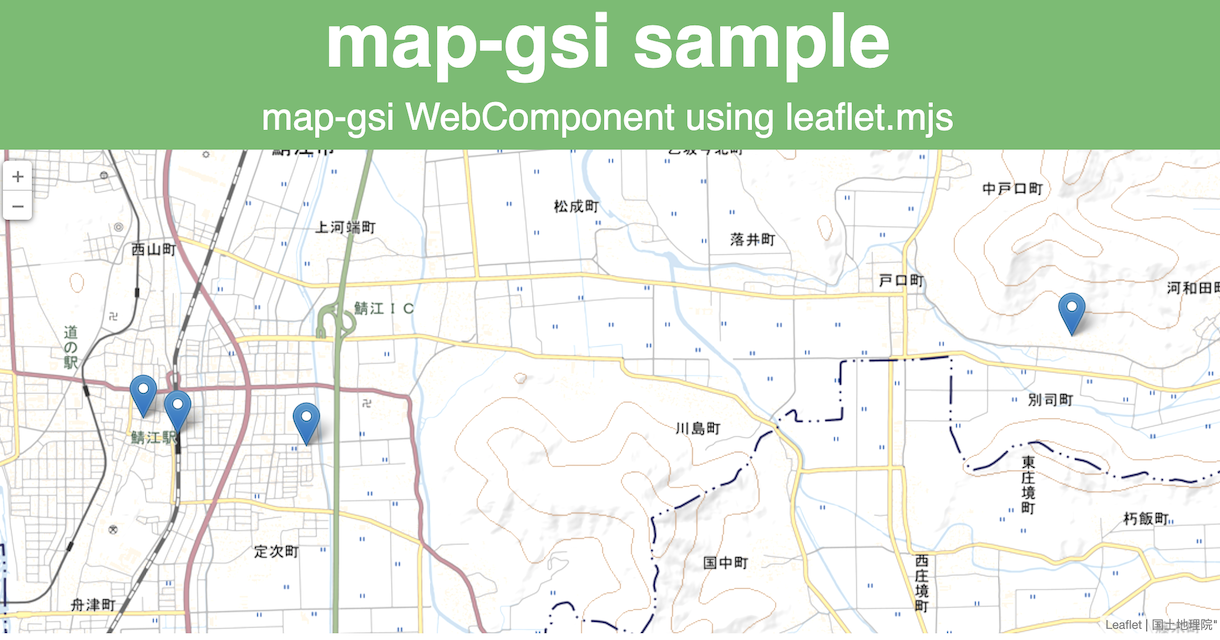 map-gsi sample
map-gsi WebComponent using leaflet.mjs
+
−
鯖江市
乙坂今北町
中戸口町
松成町
上河端町
落井町
西山町
戸口町
河和田町
鯖江IC
道の駅
別司町
川島町
鯖江駅
東庄境町
朽飯町
定次町
国中町
西庄境町
舟津町
Leaflet | 国土地理院"